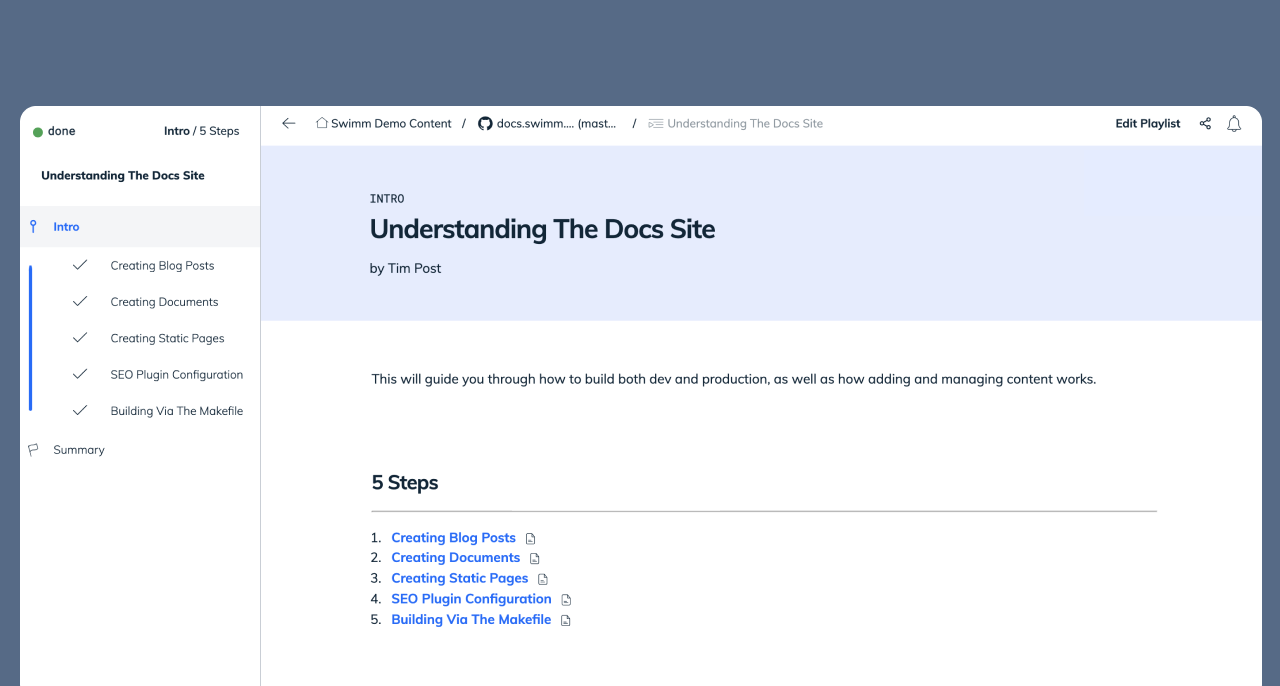 done
Intro / 5 Steps
Understanding The Docs Site
Intro
Creating Blog Posts
Creating Documents
Creating Static Pages
SEO Plugin Configuration
Building Via The Makefile
Summary
Swimm Demo Content / docs.swimm.... (mast... / Understanding The Docs Site
Edit Playlist
INTRO
Understanding The Docs Site
by Tim Post
This will guide you through how to build both dev and production, as well as how adding and managing content works.
5 Steps
1. Creating Blog Posts
2. Creating Documents
3. Creating Static Pages
4. SEO Plugin Configuration
5. Building Via The Makefile